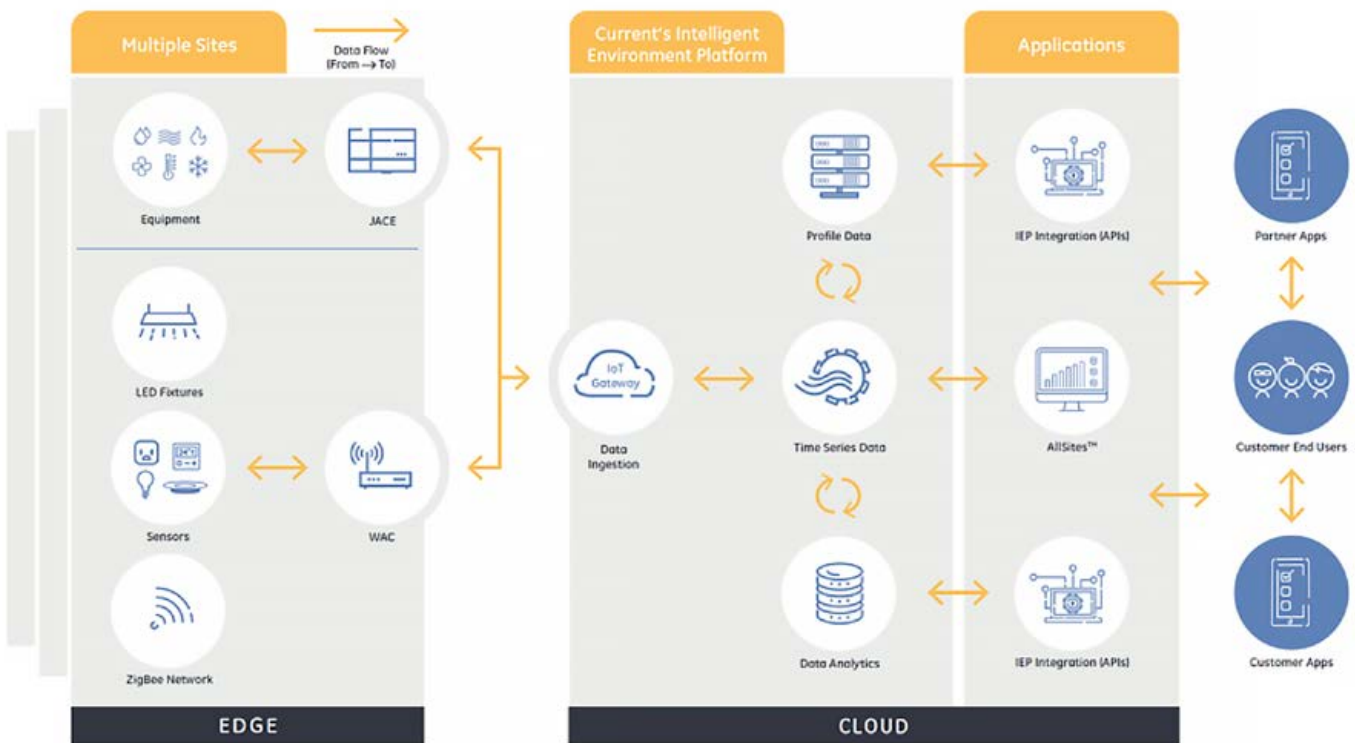 Multiple Sites
Data Flow
(From → To)
Current's Intelligent
Environment Platform
Applications
Equipment
JACE
Profile Data
IEP Integration (APIs)
Partner Apps
LED Fixtures
IoT
Gateway
Data
Ingestion
Time Series Data
AllSites™
Customer End Users
Sensors
WAC
ZigBee Network
Data Analytics
IEP Integration (APIs)
Customer Apps
EDGE
CLOUD